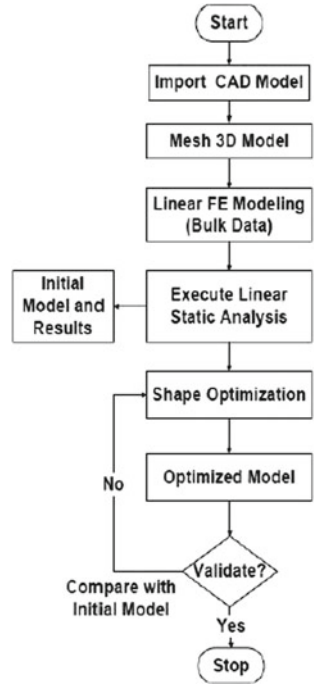 Start
Import CAD Model
Mesh 3D Model
Linear FE Modeling
(Bulk Data)
Initial
Model and
Results
Execute Linear
Static Analysis
Shape Optimization
No
Optimized Model
Validate?
Compare with
Initial Model
Yes
Stop